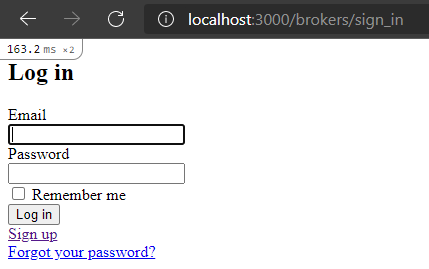 localhost:3000/brokers/sign_in
163.2 ms ×2
Log in
Email
Password
Remember me
Log in
Sign up
Forgot your password?